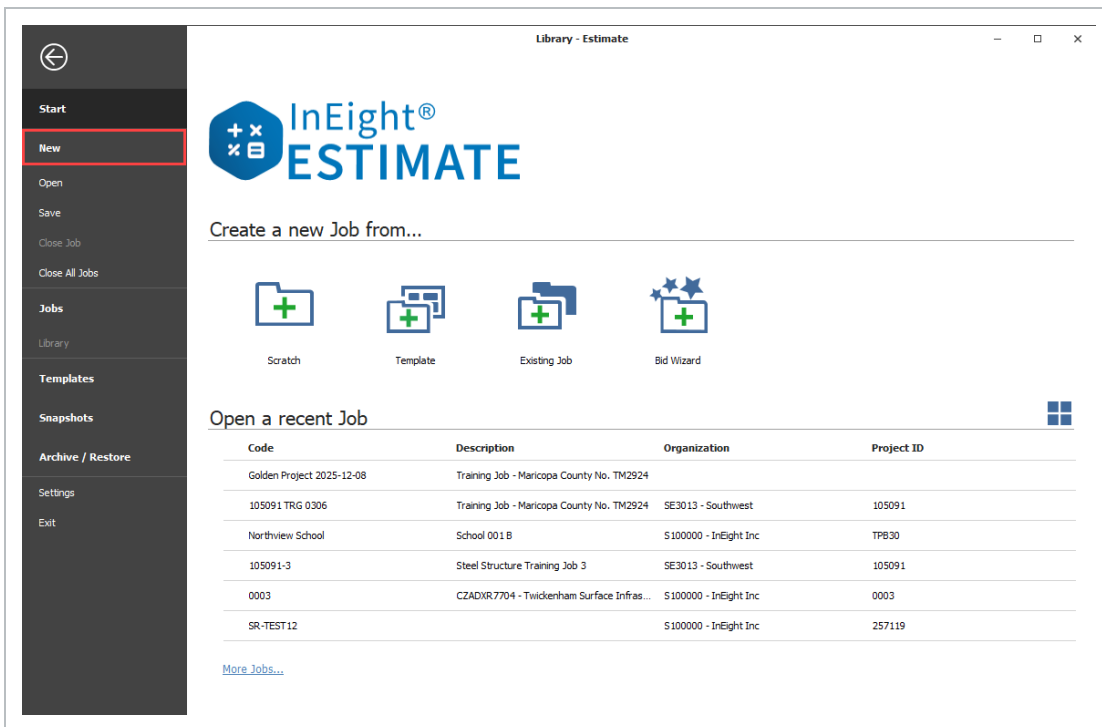 Library - Estimate
Start
New
Open
Save
Close Job
Close All Jobs
Jobs
Library
Templates
Snapshots
Archive / Restore
Settings
Exit
InEight®
ESTIMATE
Create a new Job from...
Scratch Template Existing Job Bid Wizard
Open a recent Job
Code Description Organization Project ID
Golden Project 2025-12-08 Training Job - Maricopa County No. TM2924
105091 TRG 0306 Training Job - Maricopa County No. TM2924 SE3013 - Southwest 105091
Northview School School 001 B S100000 - InEight Inc TPB30
105091-3 Steel Structure Training Job 3 SE3013 - Southwest 105091
0003 CZADXR7704 - Twickenham Surface Infras... S100000 - InEight Inc 0003
SR-TEST12 S100000 - InEight Inc 257119
More Jobs...